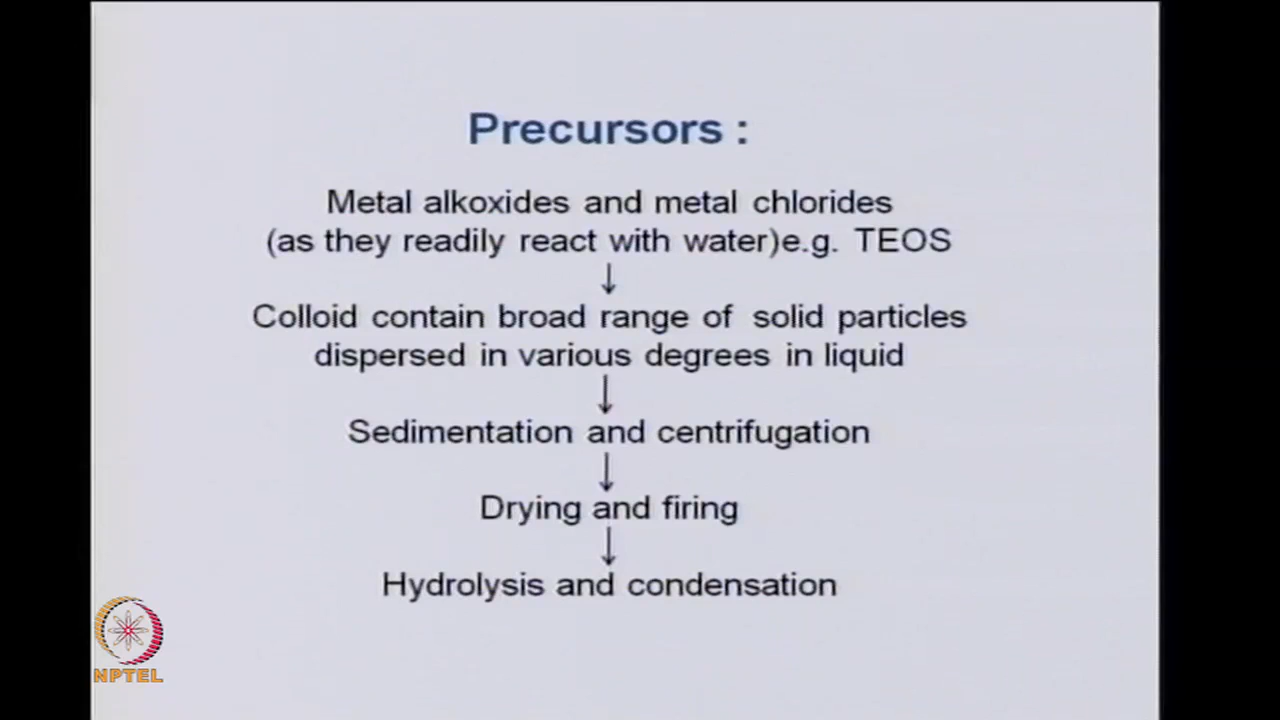 Precursors :
Metal alkoxides and metal chlorides
(as they readily react with water)e.g. TEOS
↓
Colloid contain broad range of solid particles
dispersed in various degrees in liquid
↓
Sedimentation and centrifugation
↓
Drying and firing
↓
Hydrolysis and condensation
NPTEL